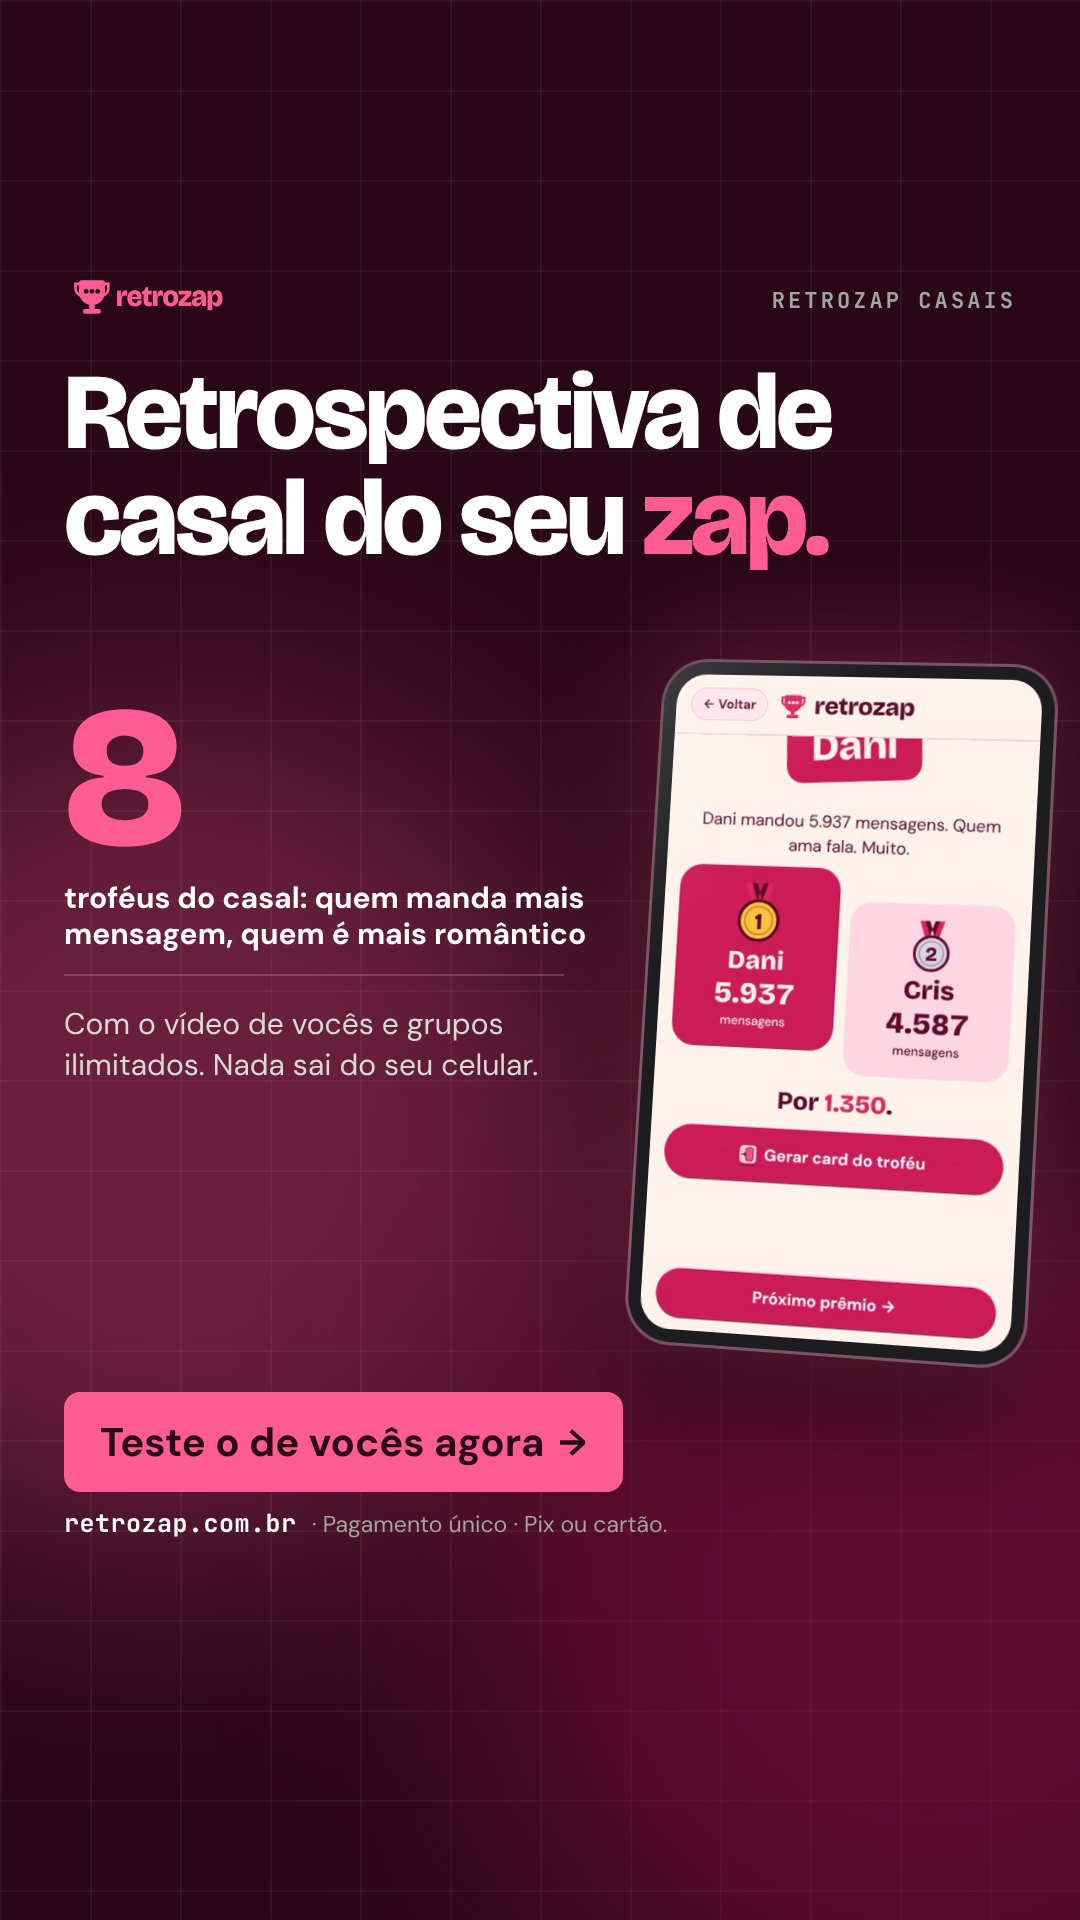 retrozap
RETROZAP CASAIS
Retrospectiva de
casal do seu zap.
8
troféus do casal: quem manda mais
mensagem, quem é mais romântico
Com o vídeo de vocês e grupos
ilimitados. Nada sai do seu celular.
← Voltar
retrozap
Dani
Dani mandou 5.937 mensagens. Quem
ama fala. Muito.
1
Dani
5.937
mensagens
2
Cris
4.587
mensagens
Por 1.350.
Gerar card do troféu
Próximo prêmio →
Teste o de vocês agora →
retrozap.com.br · Pagamento único · Pix ou cartão.